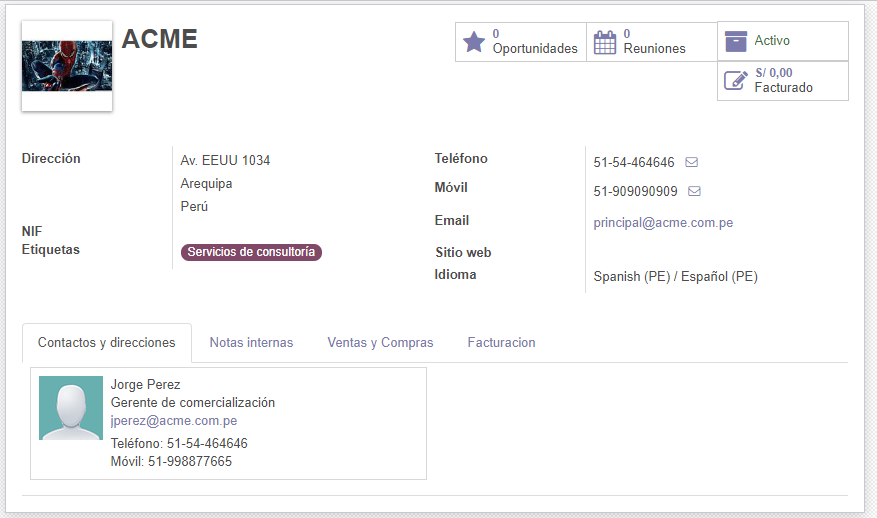 ACME
0
Oportunidades
0
Reuniones
Activo
S/ 0,00
Facturado
Dirección
Av. EEUU 1034
Arequipa
Perú
NIF
Etiquetas
Servicios de consultoría
Teléfono
51-54-464646
Móvil
51-909090909
Email
principal@acme.com.pe
Sitio web
Idioma
Spanish (PE) / Español (PE)
Contactos y direcciones
Notas internas
Ventas y Compras
Facturacion
Jorge Perez
Gerente de comercialización
jperez@acme.com.pe
Teléfono: 51-54-464646
Móvil: 51-998877665